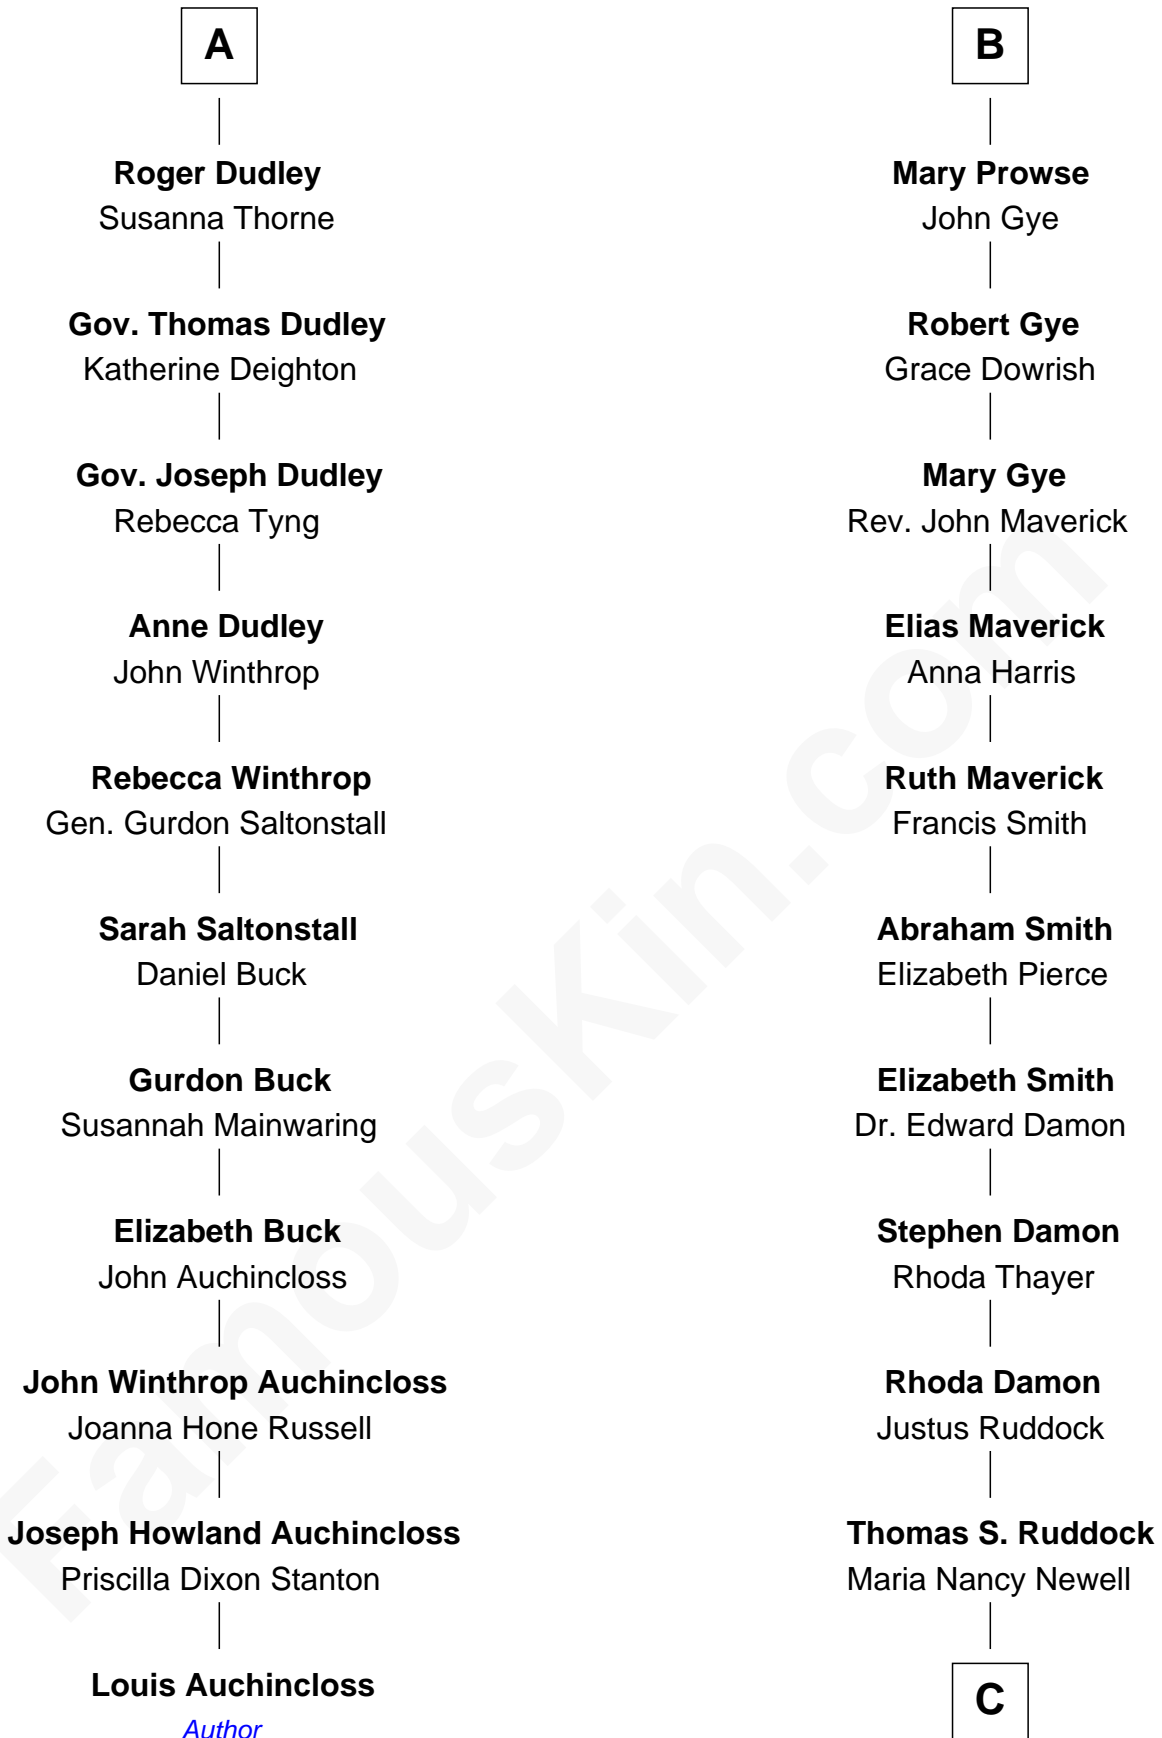 A
Roger Dudley
Susanna Thorne
Gov. Thomas Dudley
Katherine Deighton
Gov. Joseph Dudley
Rebecca Tyng
Anne Dudley
John Winthrop
Rebecca Winthrop
Gen. Gurdon Saltonstall
Sarah Saltonstall
Daniel Buck
Gurdon Buck
Susannah Mainwaring
Elizabeth Buck
John Auchincloss
John Winthrop Auchincloss
Joanna Hone Russell
Joseph Howland Auchincloss
Priscilla Dixon Stanton
Louis Auchincloss
Author
B
Mary Prowse
John Gye
Robert Gye
Grace Dowrish
Mary Gye
Rev. John Maverick
Elias Maverick
Anna Harris
Ruth Maverick
Francis Smith
Abraham Smith
Elizabeth Pierce
Elizabeth Smith
Dr. Edward Damon
Stephen Damon
Rhoda Thayer
Rhoda Damon
Justus Ruddock
Thomas S. Ruddock
Maria Nancy Newell
C
FamousKin.com